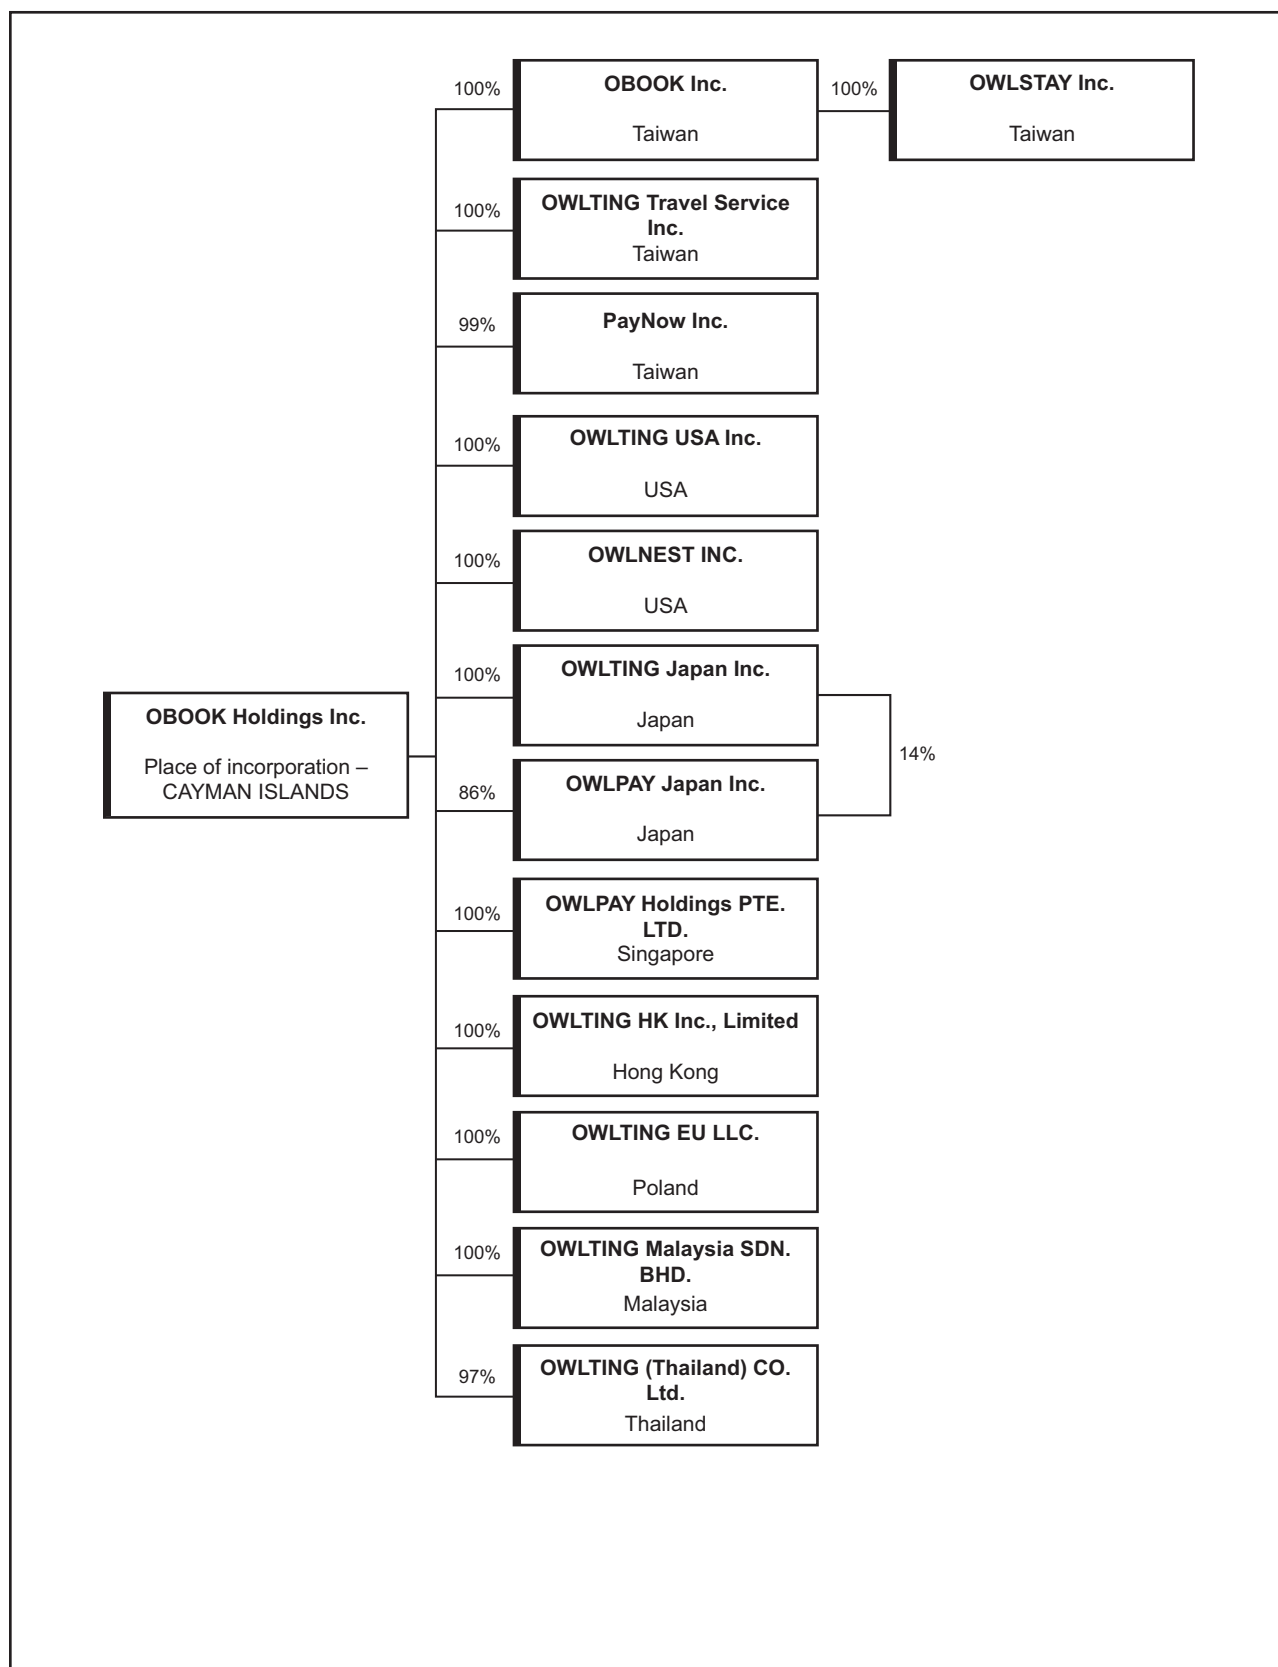 100%
OBOOK Inc.
Taiwan
100%
OWLSTAY Inc.
Taiwan
100%
OWLTING Travel Service
Inc.
Taiwan
99%
PayNow Inc.
Taiwan
100%
OWLTING USA Inc.
USA
100%
OWLNEST INC.
USA
100%
OWLTING Japan Inc.
Japan
OBOOK Holdings Inc.
Place of incorporation –
CAYMAN ISLANDS
14%
86%
OWLPAY Japan Inc.
Japan
100%
OWLPAY Holdings PTE.
LTD.
Singapore
100%
OWLTING HK Inc., Limited
Hong Kong
100%
OWLTING EU LLC.
Poland
100%
OWLTING Malaysia SDN.
BHD.
Malaysia
97%
OWLTING (Thailand) CO.
Ltd.
Thailand